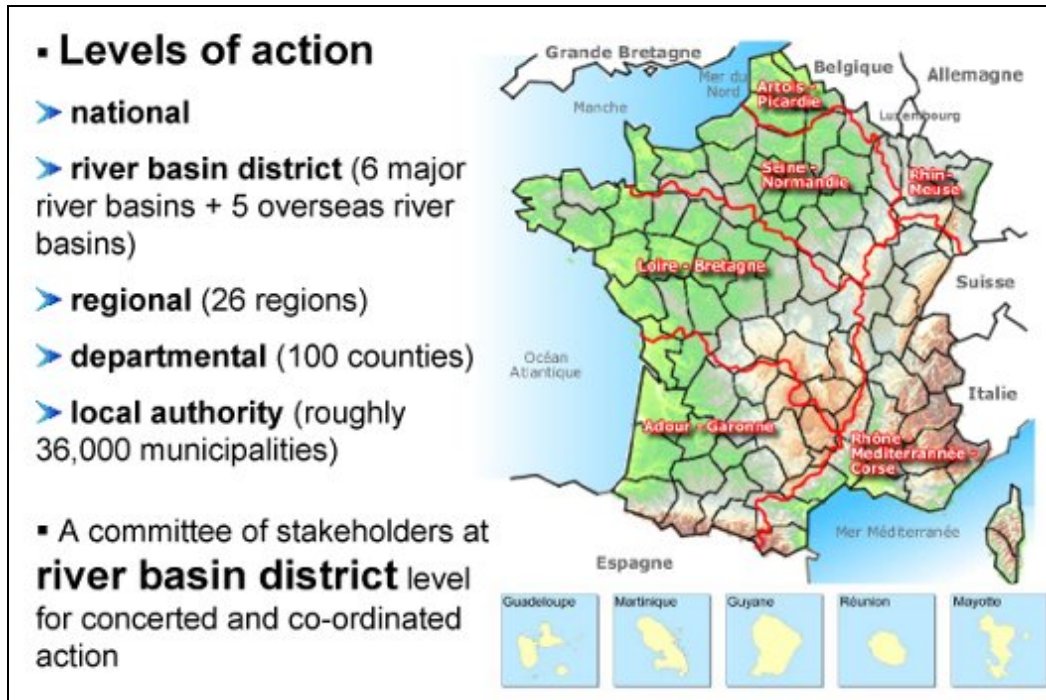 ▪ Levels of action
➤ national
➤ river basin district (6 major
river basins + 5 overseas river
basins)
➤ regional (26 regions)
➤ departmental (100 counties)
➤ local authority (roughly
36,000 municipalities)
▪ A committee of stakeholders at
river basin district level
for concerted and co-ordinated
action
Grande Bretagne
Mer du
Nord
Belgique
Allemagne
Manche
Artois -
Picardie
Luxembourg
Seine -
Normandie
Rhin-
Meuse
Loire - Bretagne
Suisse
Océan
Atlantique
Italie
Adour - Garonne
Rhône
Mediterrannée -
Corse
Mer Méditerranée
Espagne
Guadeloupe
Martinique
Guyane
Réunion
Mayotte